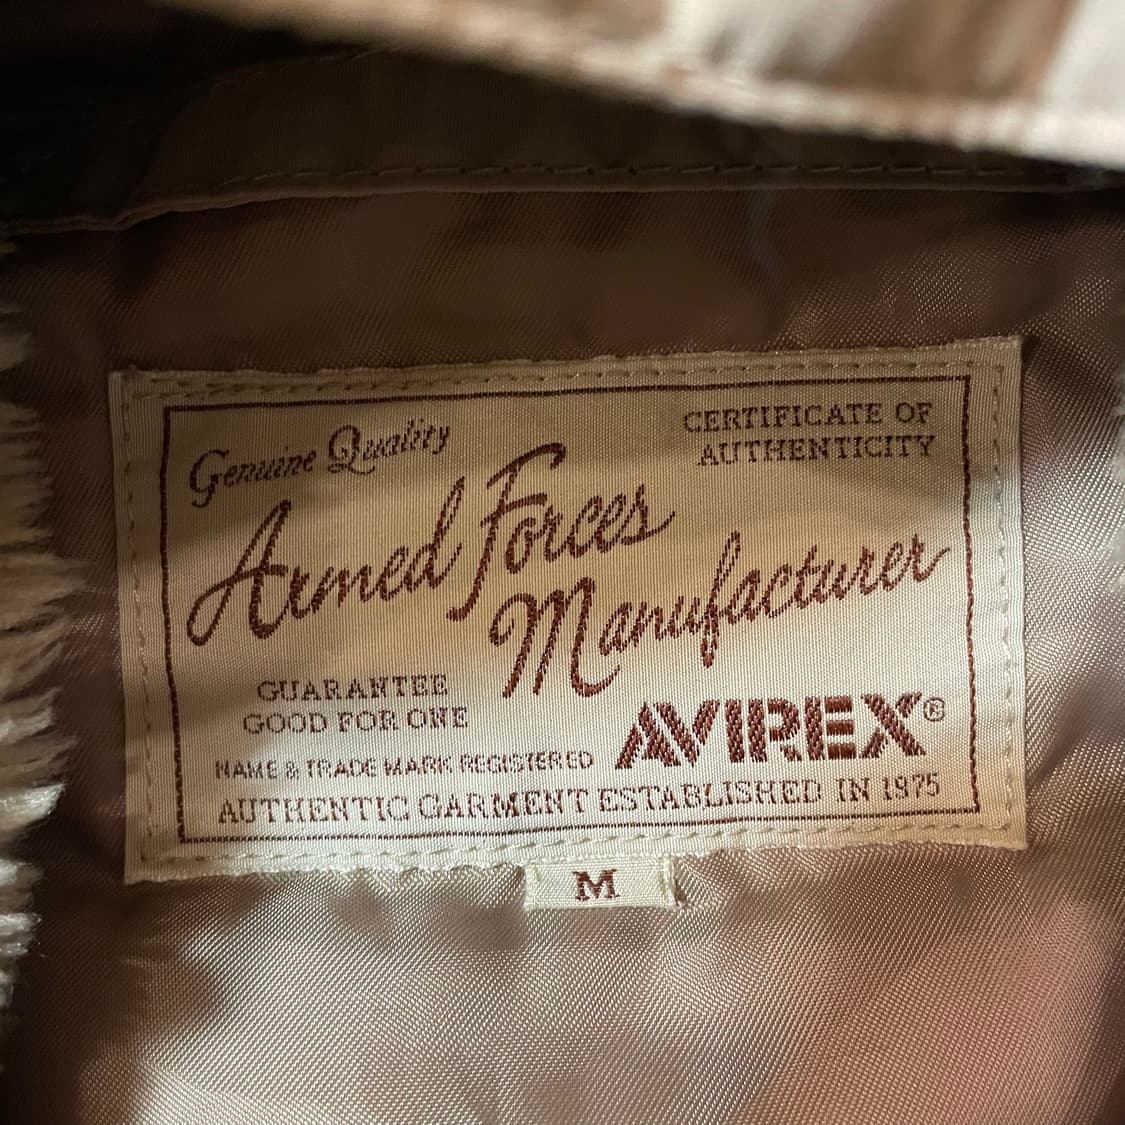 Genuine Quality
CERTIFICATE OF
AUTHENTICITY
Armed Forces
Manufacturer
GUARANTEE
GOOD FOR ONE
AVIREX®
NAME & TRADE MARK REGISTERED
AUTHENTIC GARMENT ESTABLISHED IN 1975
M